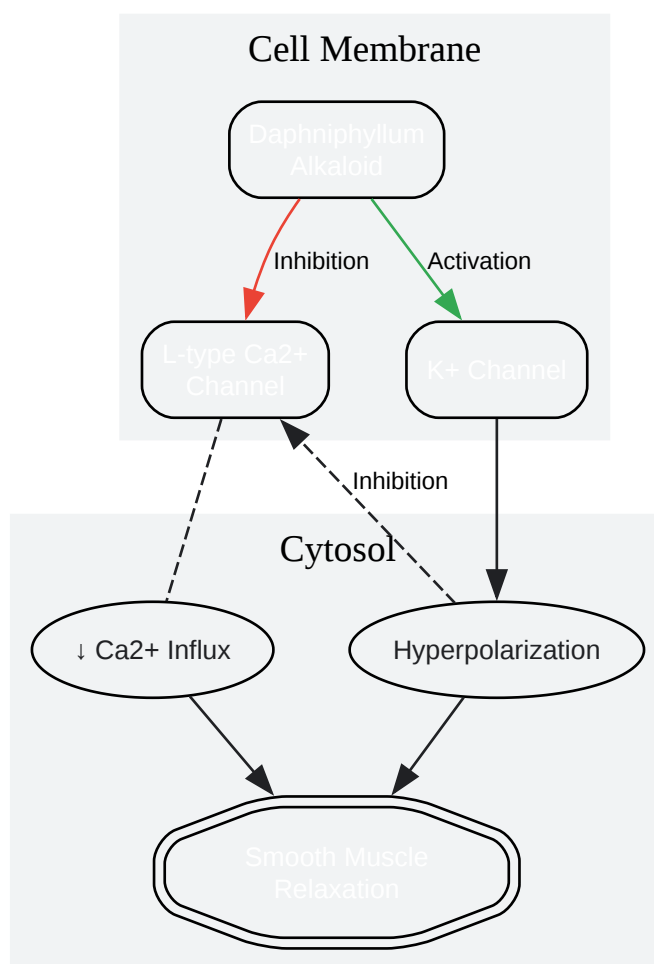 Cell Membrane
Daphniphyllum
Alkaloid
Inhibition
Activation
L-type Ca2+
Channel
K+ Channel
Inhibition
Cytosol
↓ Ca2+ Influx
Hyperpolarization
Smooth Muscle
Relaxation